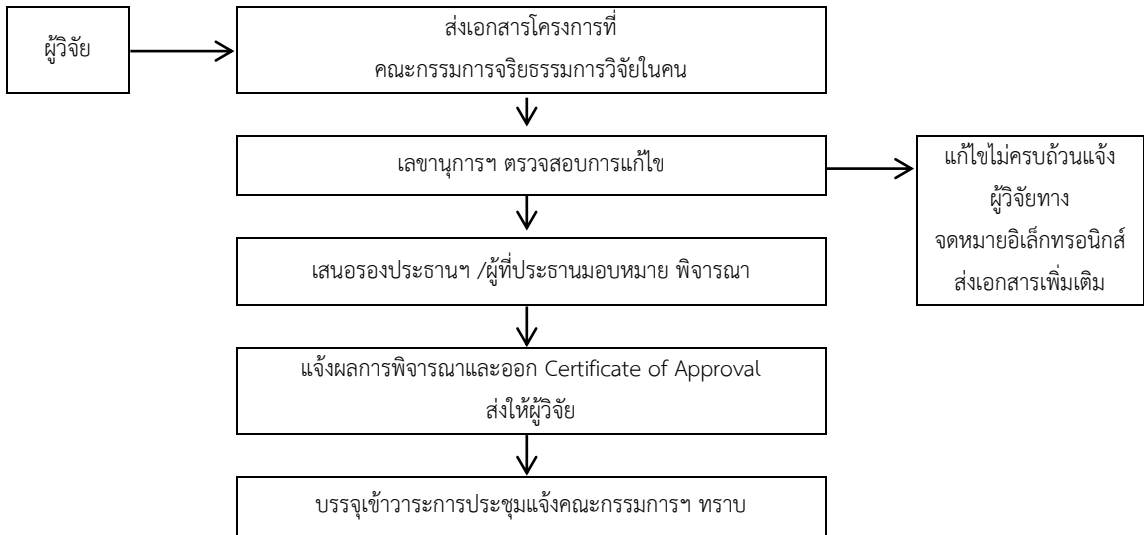 ผู้วิจัย
ส่งเอกสารโครงการที่
คณะกรรมการจริยธรรมการวิจัยในคน
เลขานุการฯ ตรวจสอบการแก้ไข
แก้ไขไม่ครบถ้วนแจ้ง
ผู้วิจัยทาง
จดหมายอิเล็กทรอนิกส์
ส่งเอกสารเพิ่มเติม
เสนอรองประธานฯ /ผู้ที่ประธานมอบหมาย พิจารณา
แจ้งผลการพิจารณาและออก Certificate of Approval
ส่งให้ผู้วิจัย
บรรจุเข้าวาระการประชุมแจ้งคณะกรรมการฯ ทราบ